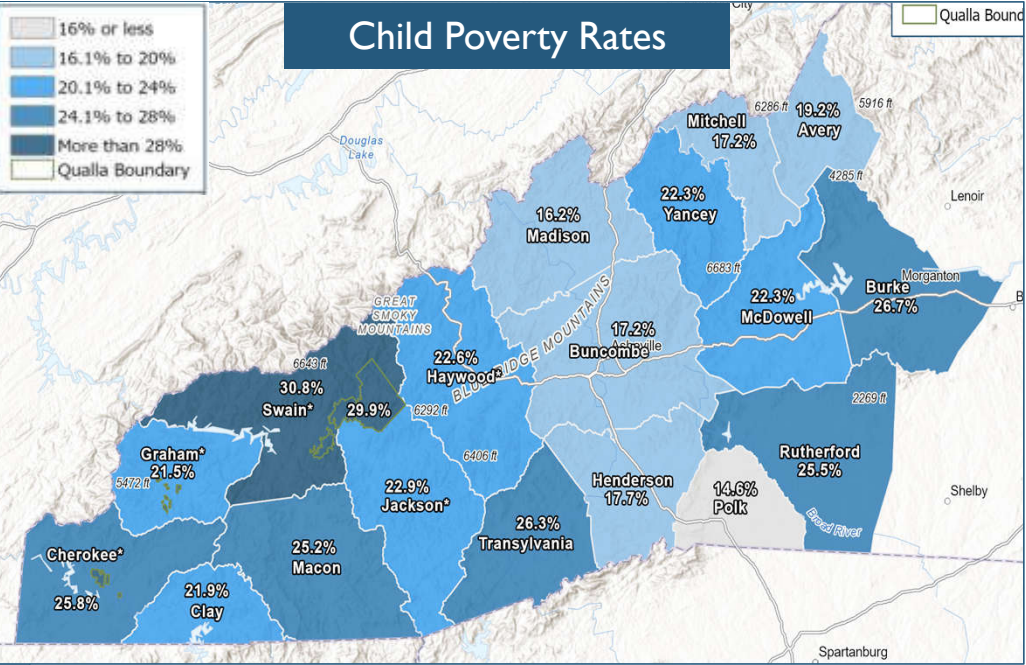 Child Poverty Rates
16% or less
16.1% to 20%
20.1% to 24%
24.1% to 28%
More than 28%
Qualla Boundary
City
Qualla Bound
Douglas
Lake
6286 ft
5916 ft
Mitchell
17.2%
19.2%
Avery
4285 ft
Lenoir
22.3%
Yancey
16.2%
Madison
6683 ft
22.3%
McDowell
Burke
26.7%
Morganton
B
GREAT
SMOKY
MOUNTAINS
BLUE RIDGE MOUNTAINS
17.2%
Asheville
Buncombe
22.6%
Haywood*
6643 ft
30.8%
Swain*
29.9%
6292 ft
2269 ft
Graham*
21.5%
5472 ft
6406 ft
22.9%
Jackson*
Henderson
17.7%
14.6%
Polk
Rutherford
25.5%
Shelby
Broad River
26.3%
Transylvania
Cherokee*
25.8%
25.2%
Macon
21.9%
Clay
Spartanburg